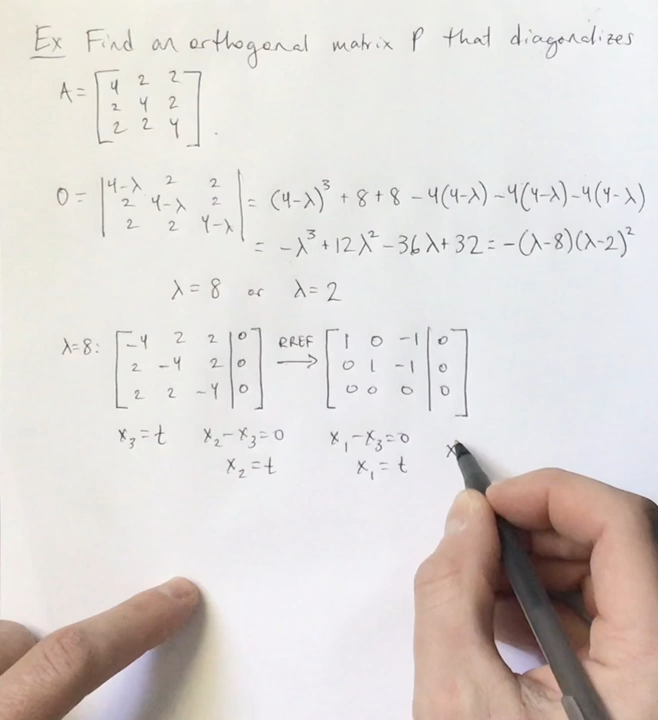 Ex Find an orthogonal matrix P that diagonalizes
A = [ 4 2 2
2 4 2
2 2 4 ] .
0 = | 4-λ 2 2
2 4-λ 2
2 2 4-λ | = (4-λ)³ + 8 + 8 - 4(4-λ) - 4(4-λ) - 4(4-λ)
= -λ³ + 12λ² - 36λ + 32 = -(λ-8)(λ-2)²
λ = 8 or λ = 2
λ=8: [ -4 2 2 | 0
2 -4 2 | 0
2 2 -4 | 0 ] RREF → [ 1 0 -1 | 0
0 1 -1 | 0
0 0 0 | 0 ]
x₃ = t x₂ - x₃ = 0 x₁ - x₃ = 0 x
x₂ = t x₁ = t